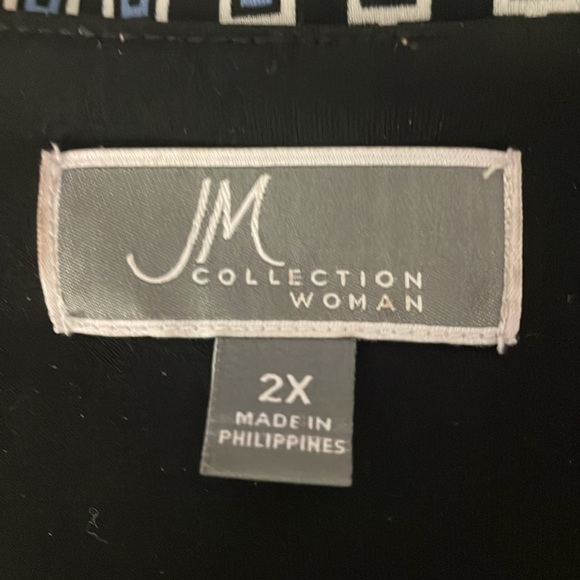 JM
COLLECTION
WOMAN
2X
MADE IN
PHILIPPINES